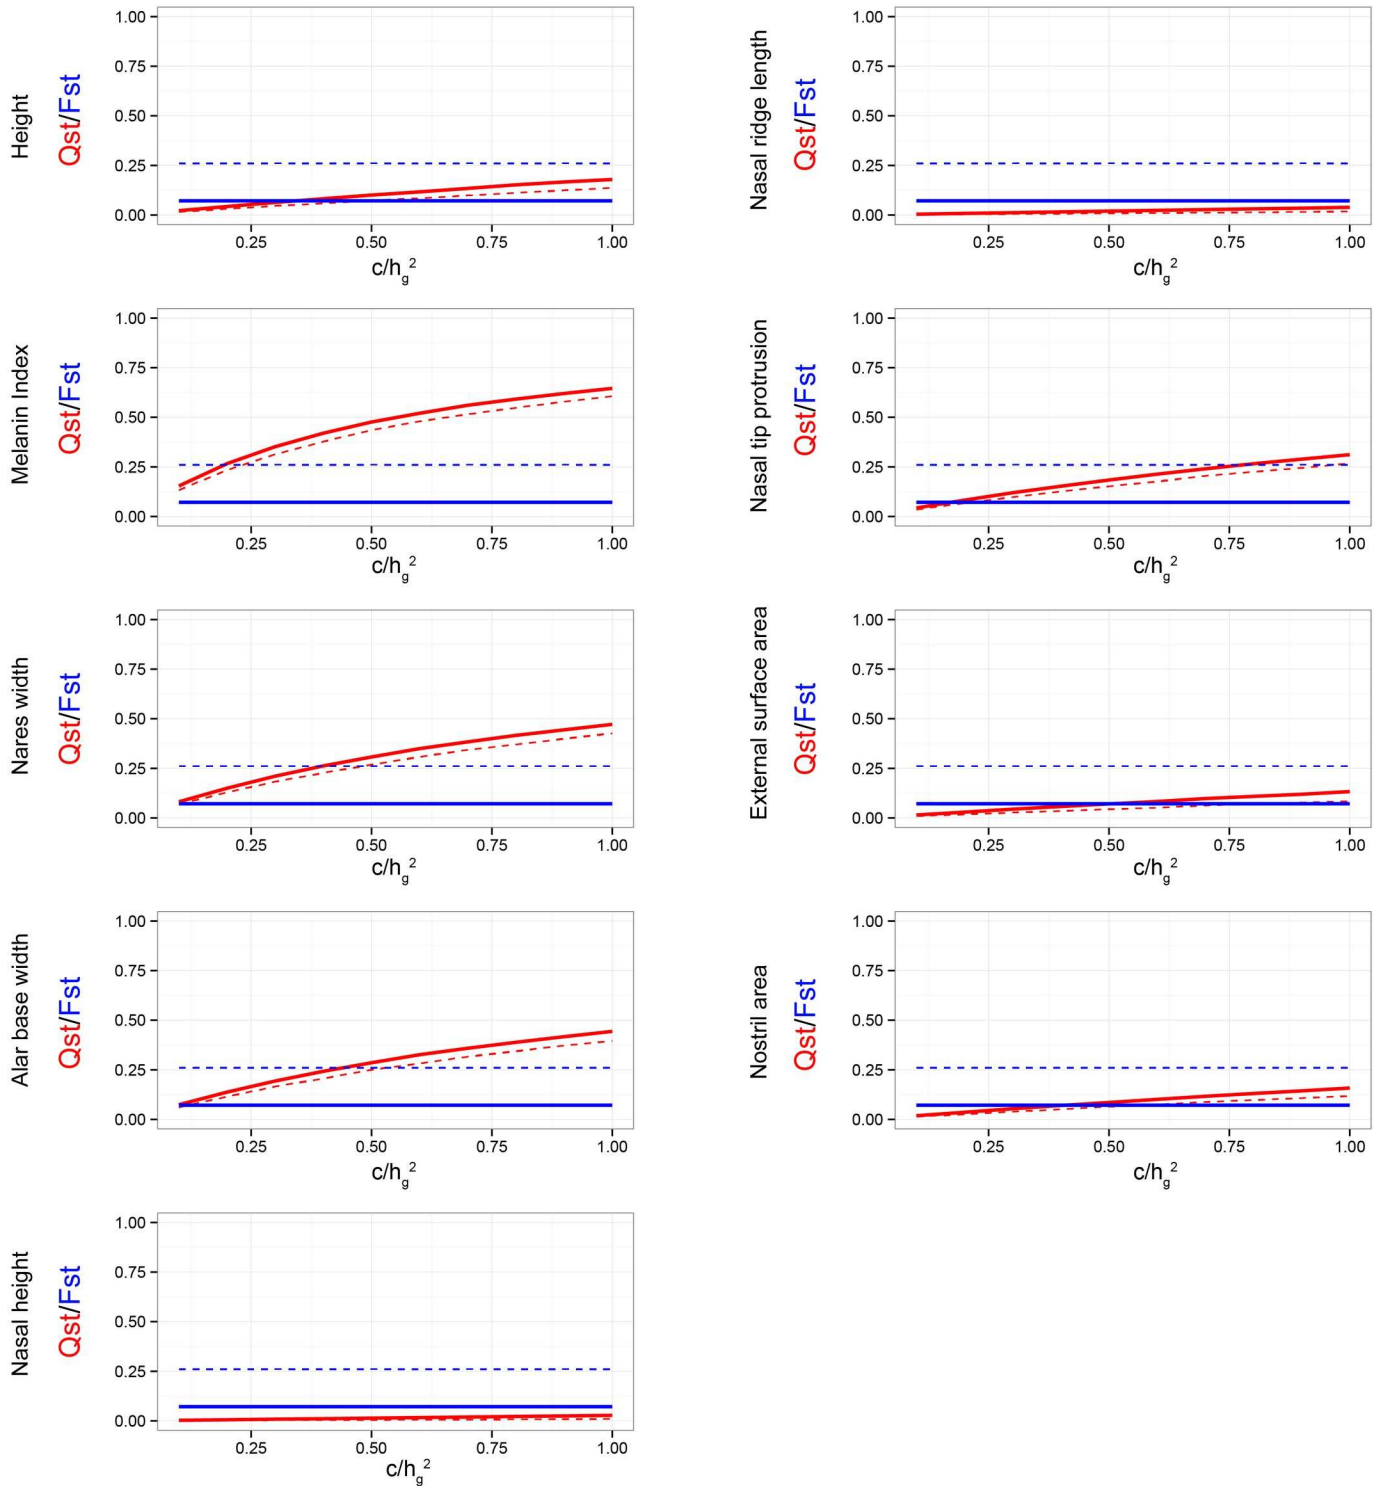 Height
Qst/Fst
1.00
0.75
0.50
0.25
0.00
0.25 0.50 0.75 1.00
c/hg²
Nasal ridge length
Qst/Fst
1.00
0.75
0.50
0.25
0.00
0.25 0.50 0.75 1.00
c/hg²
Melanin Index
Qst/Fst
1.00
0.75
0.50
0.25
0.00
0.25 0.50 0.75 1.00
c/hg²
Nasal tip protrusion
Qst/Fst
1.00
0.75
0.50
0.25
0.00
0.25 0.50 0.75 1.00
c/hg²
Nares width
Qst/Fst
1.00
0.75
0.50
0.25
0.00
0.25 0.50 0.75 1.00
c/hg²
External surface area
Qst/Fst
1.00
0.75
0.50
0.25
0.00
0.25 0.50 0.75 1.00
c/hg²
Alar base width
Qst/Fst
1.00
0.75
0.50
0.25
0.00
0.25 0.50 0.75 1.00
c/hg²
Nostril area
Qst/Fst
1.00
0.75
0.50
0.25
0.00
0.25 0.50 0.75 1.00
c/hg²
Nasal height
Qst/Fst
1.00
0.75
0.50
0.25
0.00
0.25 0.50 0.75 1.00
c/hg²